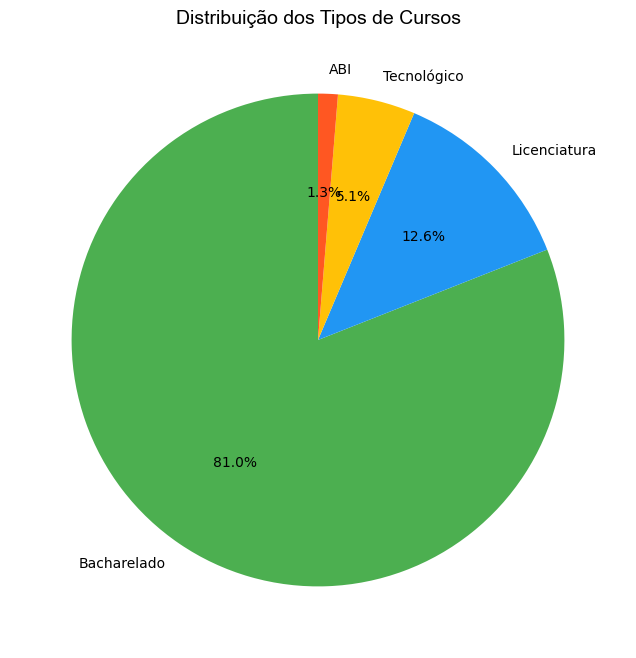 Distribuição dos Tipos de Cursos
ABI
Tecnológico
Licenciatura
1.3%
5.1%
12.6%
81.0%
Bacharelado